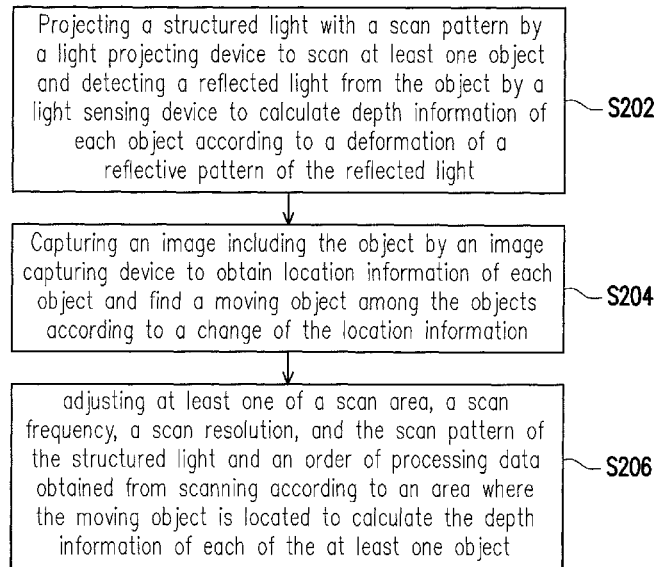 Projecting a structured light with a scan pattern by
a light projecting device to scan at least one object
and detecting a reflected light from the object by a
light sensing device to calculate depth information of
each object according to a deformation of a
reflective pattern of the reflected light
S202
Capturing an image including the object by an image
capturing device to obtain location information of each
object and find a moving object among the objects
according to a change of the location information
S204
adjusting at least one of a scan area, a scan
frequency, a scan resolution, and the scan pattern of
the structured light and an order of processing data
obtained from scanning according to an area where
the moving object is located to calculate the depth
information of each of the at least one object
S206